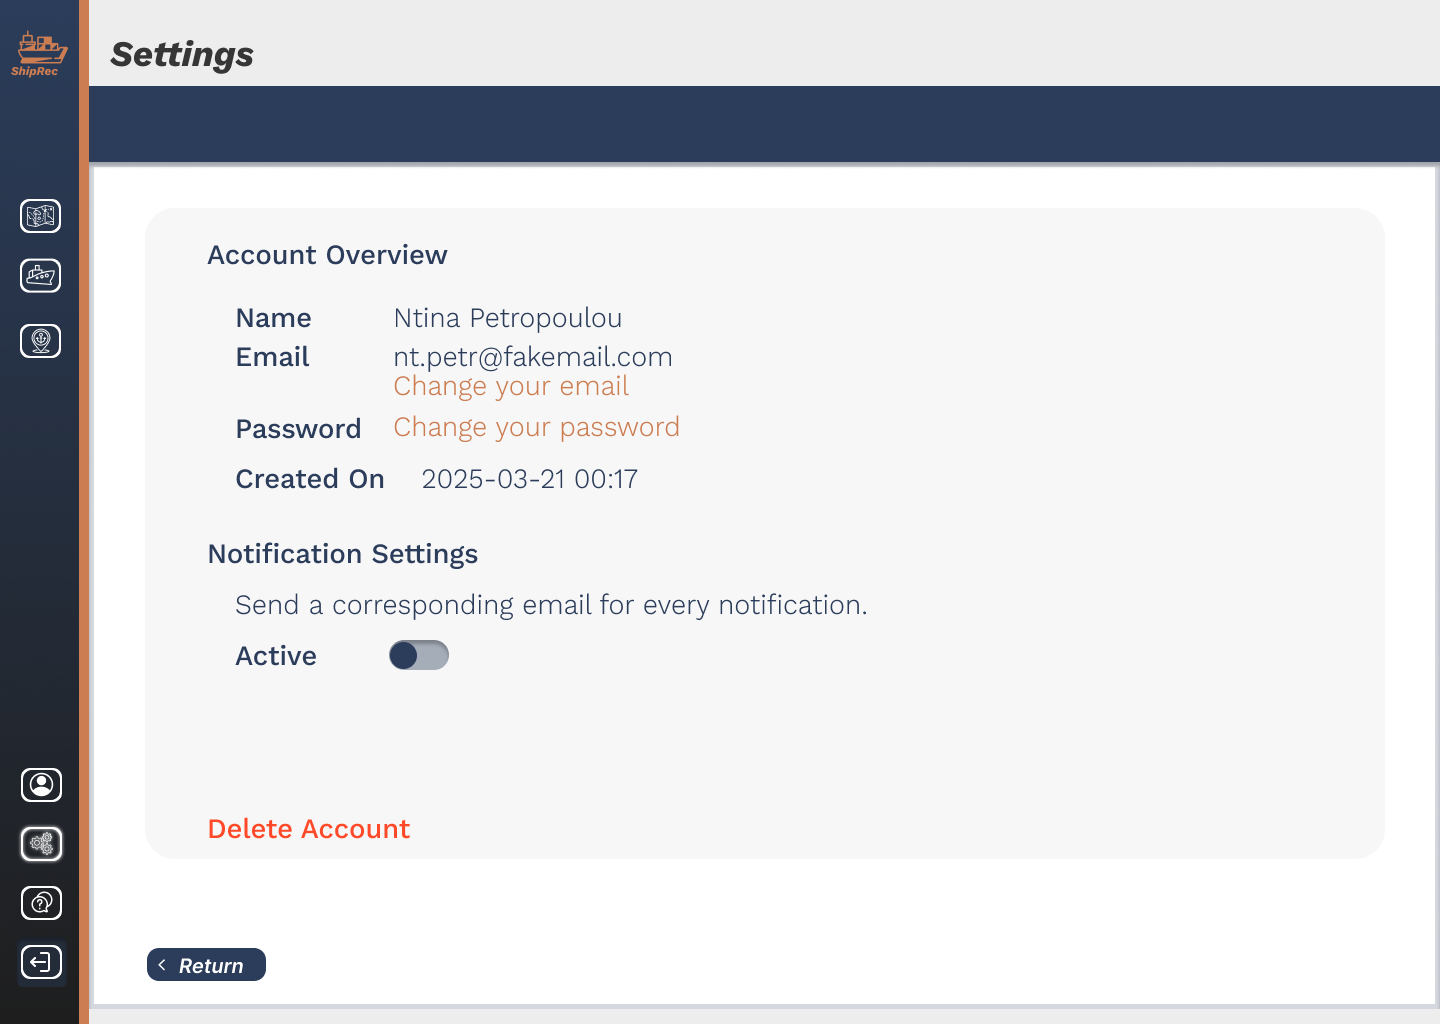 ShipRec
Settings
Account Overview
Name Ntina Petropoulou
Email nt.petr@fakemail.com
Change your email
Password Change your password
Created On 2025-03-21 00:17
Notification Settings
Send a corresponding email for every notification.
Active
Delete Account
< Return